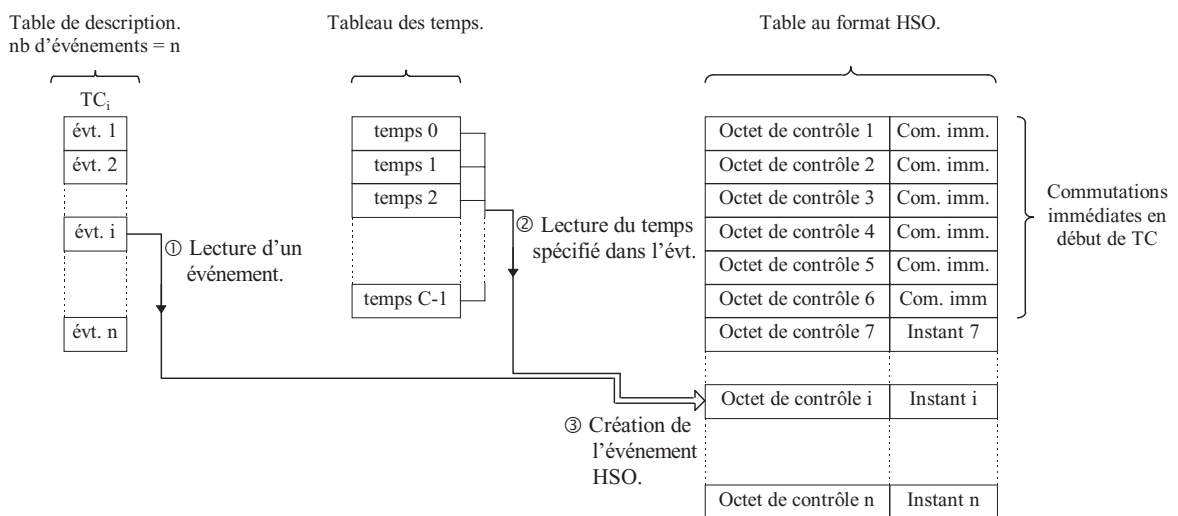 Table de description.
nb d'événements = n
Tableau des temps.
Table au format HSO.
TCi
évt. 1
évt. 2
évt. i
évt. n
① Lecture d'un
événement.
temps 0
temps 1
temps 2
temps C-1
② Lecture du temps
spécifié dans l'évt.
③ Création de
l'événement
HSO.
Octet de contrôle 1 Com. imm.
Octet de contrôle 2 Com. imm.
Octet de contrôle 3 Com. imm.
Octet de contrôle 4 Com. imm.
Octet de contrôle 5 Com. imm.
Octet de contrôle 6 Com. imm
Octet de contrôle 7 Instant 7
Octet de contrôle i Instant i
Octet de contrôle n Instant n
Commutations
immédiates en
début de TC